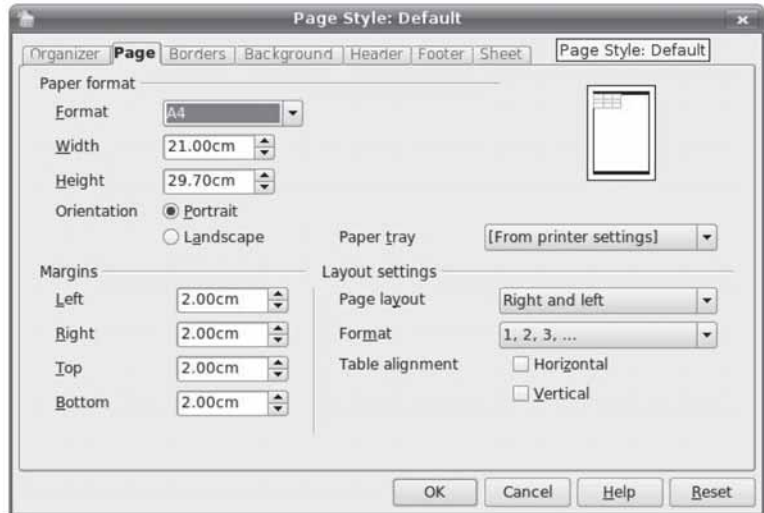 Page Style: Default
Organizer Page Borders Background Header Footer Sheet
Page Style: Default
Paper format
Format A4
Width 21.00cm
Height 29.70cm
Orientation Portrait
Landscape Paper tray [From printer settings]
Margins Layout settings
Left 2.00cm Page layout Right and left
Right 2.00cm Format 1, 2, 3, ...
Top 2.00cm Table alignment Horizontal
Vertical
Bottom 2.00cm
OK Cancel Help Reset